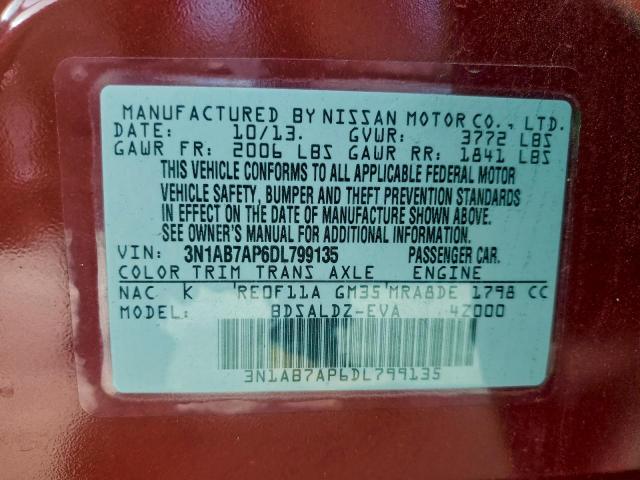 MANUFACTURED BY NISSAN MOTOR CO., LTD.
DATE: 10/13. GVWR: 3772 LBS
GAWR FR: 2006 LBS GAWR RR: 1841 LBS
THIS VEHICLE CONFORMS TO ALL APPLICABLE FEDERAL MOTOR
VEHICLE SAFETY, BUMPER AND THEFT PREVENTION STANDARDS
IN EFFECT ON THE DATE OF MANUFACTURE SHOWN ABOVE.
SEE OWNER'S MANUAL FOR ADDITIONAL INFORMATION.
VIN: 3N1AB7AP6DL799135 PASSENGER CAR.
COLOR TRIM TRANS AXLE ENGINE
NAC K RE0F11A GM35 MRA8DE 1798 CC
MODEL: BDSALDZ-EVA 4Z000
3N1AB7AP6DL799135